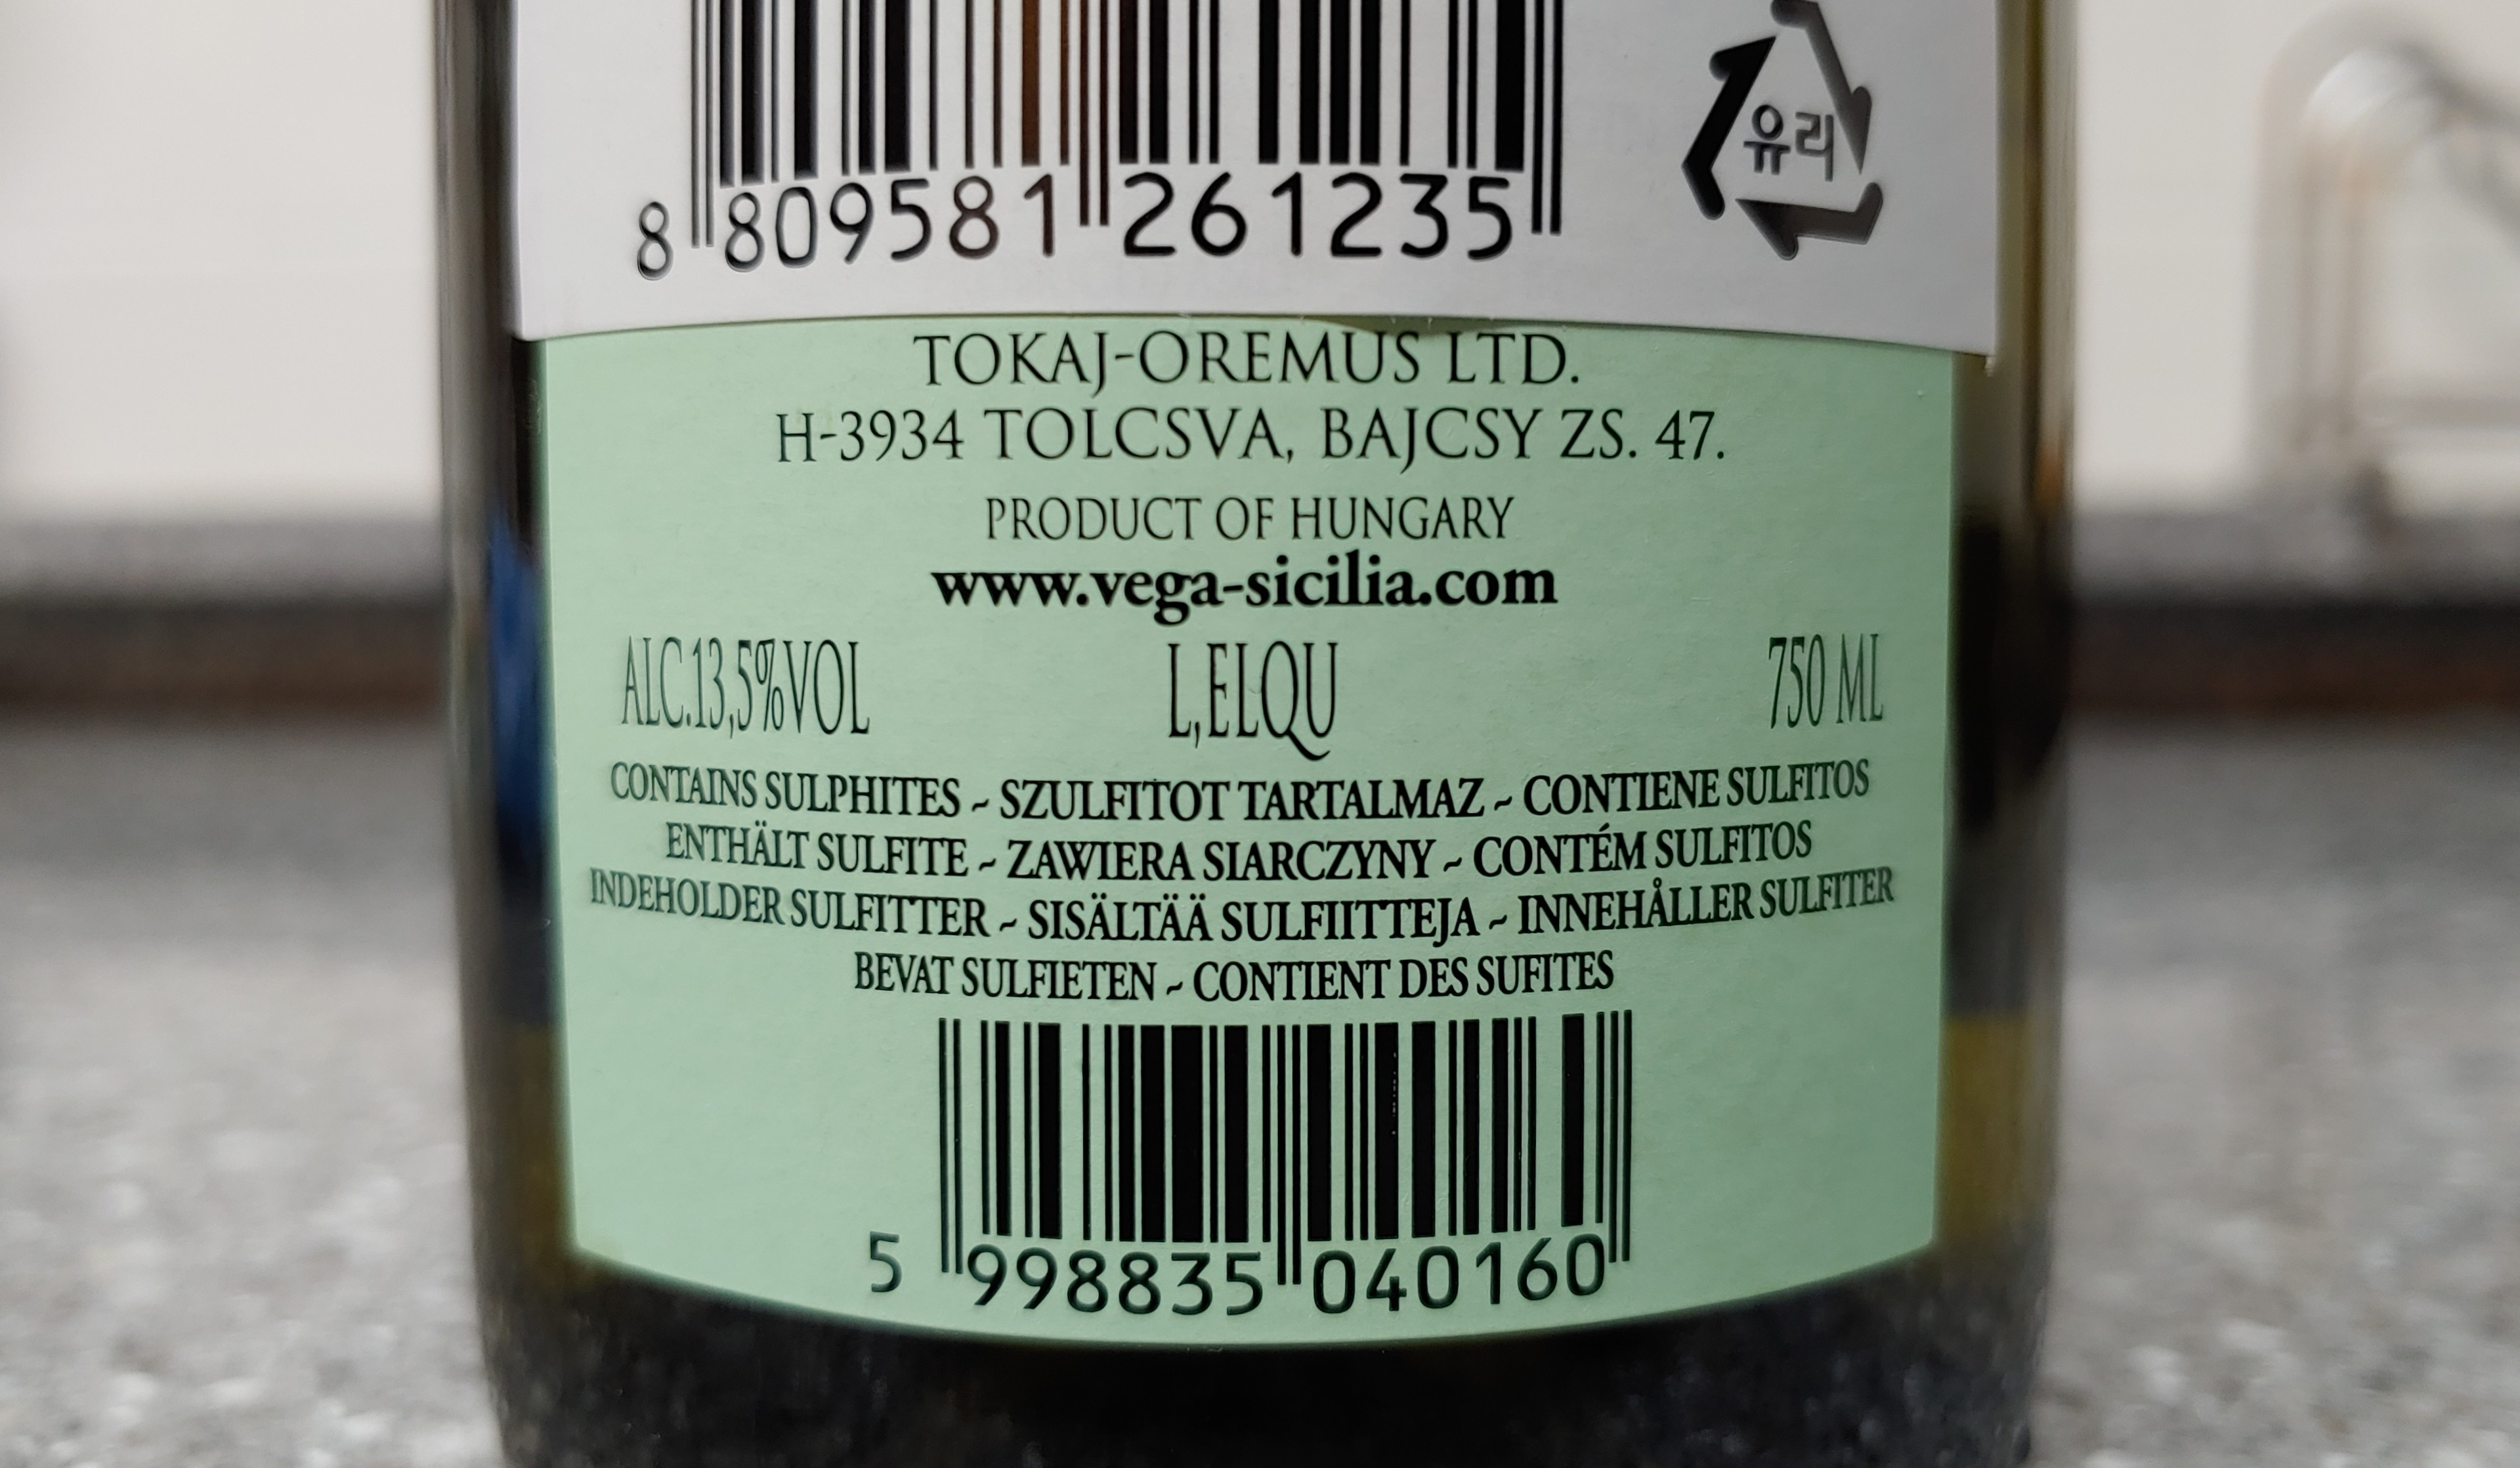 8 809581 261235
유리
TOKAJ-OREMUS LTD.
H-3934 TOLCSVA, BAJCSY ZS. 47.
PRODUCT OF HUNGARY
www.vega-sicilia.com
ALC.13,5%VOL L,ELQU 750 ML
CONTAINS SULPHITES ~ SZULFITOT TARTALMAZ ~ CONTIENE SULFITOS
ENTHÄLT SULFITE ~ ZAWIERA SIARCZYNY ~ CONTÉM SULFITOS
INDEHOLDER SULFITTER ~ SISÄLTÄÄ SULFIITTEJA ~ INNEHÅLLER SULFITER
BEVAT SULFIETEN ~ CONTIENT DES SUFITES
5 998835 040160